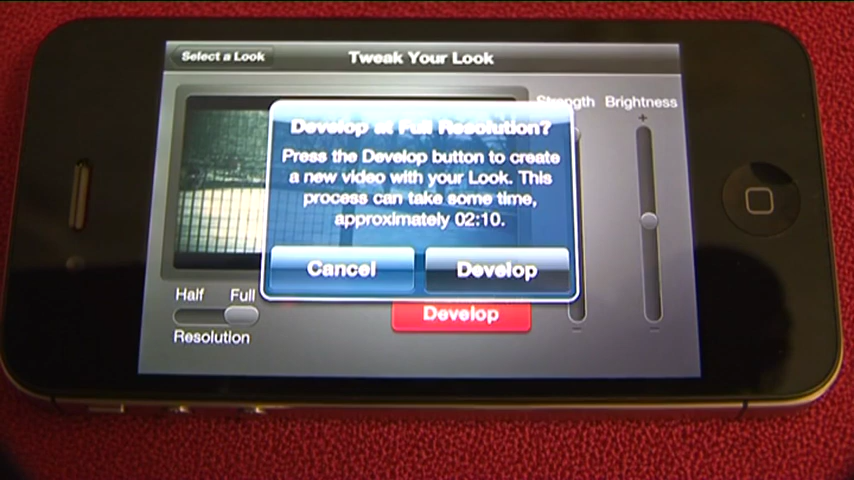 Select a Look
Tweak Your Look
Strength
Brightness
Develop at Full Resolution?
Press the Develop button to create
a new video with your Look. This
process can take some time,
approximately 02:10.
Cancel
Develop
Half
Full
Resolution
Develop